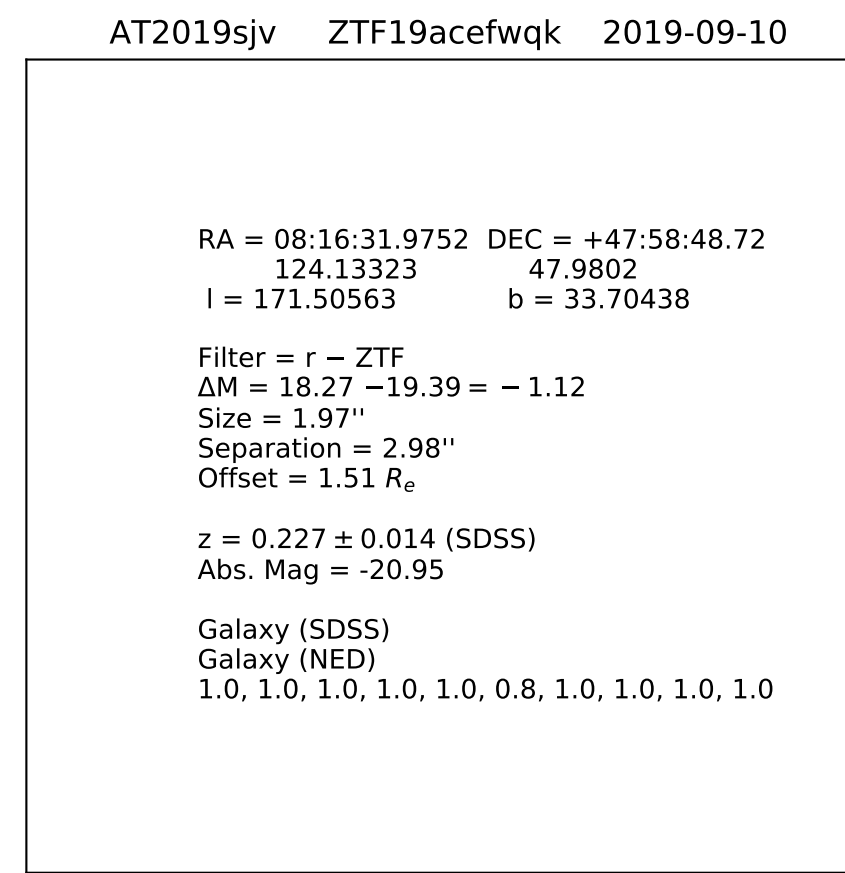 AT2019sjv ZTF19acefwqk 2019-09-10
RA = 08:16:31.9752 DEC = +47:58:48.72
124.13323 47.9802
l = 171.50563 b = 33.70438
Filter = r − ZTF
ΔM = 18.27 −19.39 = − 1.12
Size = 1.97''
Separation = 2.98''
Offset = 1.51 Rₑ
z = 0.227 ± 0.014 (SDSS)
Abs. Mag = -20.95
Galaxy (SDSS)
Galaxy (NED)
1.0, 1.0, 1.0, 1.0, 1.0, 0.8, 1.0, 1.0, 1.0, 1.0